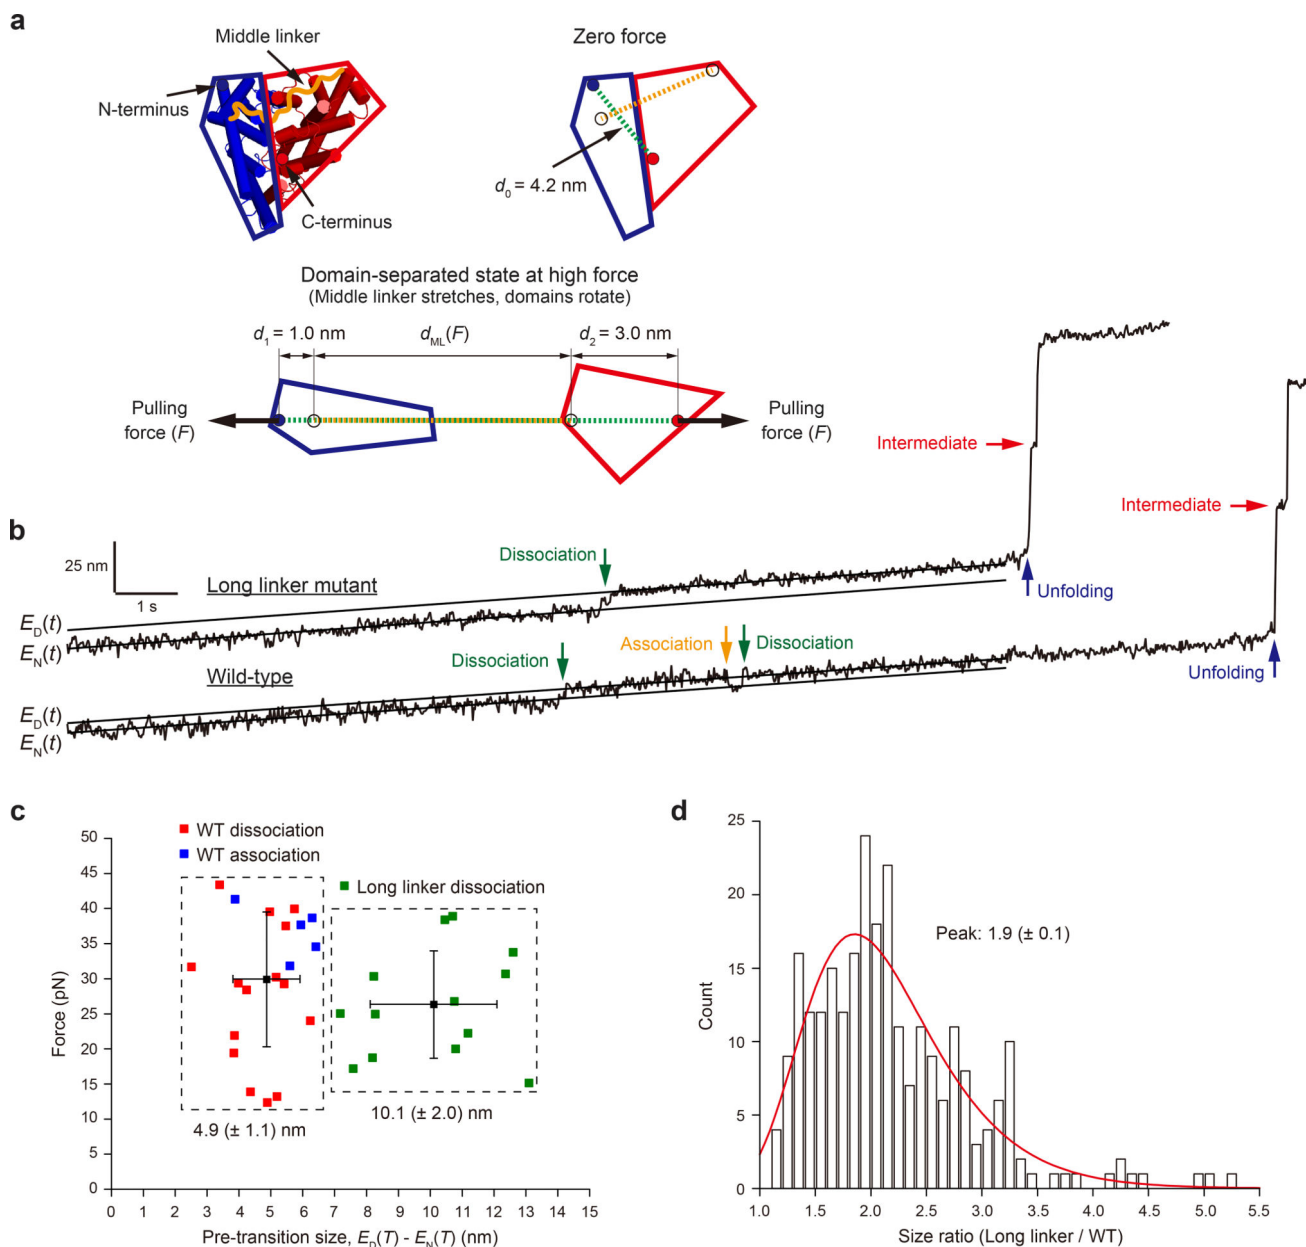 a
Middle linker
N-terminus
C-terminus
Zero force
d0 = 4.2 nm
Domain-separated state at high force
(Middle linker stretches, domains rotate)
d1 = 1.0 nm
dML(F)
d2 = 3.0 nm
Pulling
force (F)
Pulling
force (F)
b
25 nm
1 s
Long linker mutant
Dissociation
Intermediate
Unfolding
ED(t)
EN(t)
Wild-type
Dissociation
Association
Dissociation
Intermediate
Unfolding
ED(t)
EN(t)
c
WT dissociation
WT association
Long linker dissociation
4.9 (± 1.1) nm
10.1 (± 2.0) nm
Force (pN)
50
45
40
35
30
25
20
15
10
5
0
0 1 2 3 4 5 6 7 8 9 10 11 12 13 14 15
Pre-transition size, ED(T) - EN(T) (nm)
d
Peak: 1.9 (± 0.1)
Count
25
20
15
10
5
0
1.0 1.5 2.0 2.5 3.0 3.5 4.0 4.5 5.0 5.5
Size ratio (Long linker / WT)